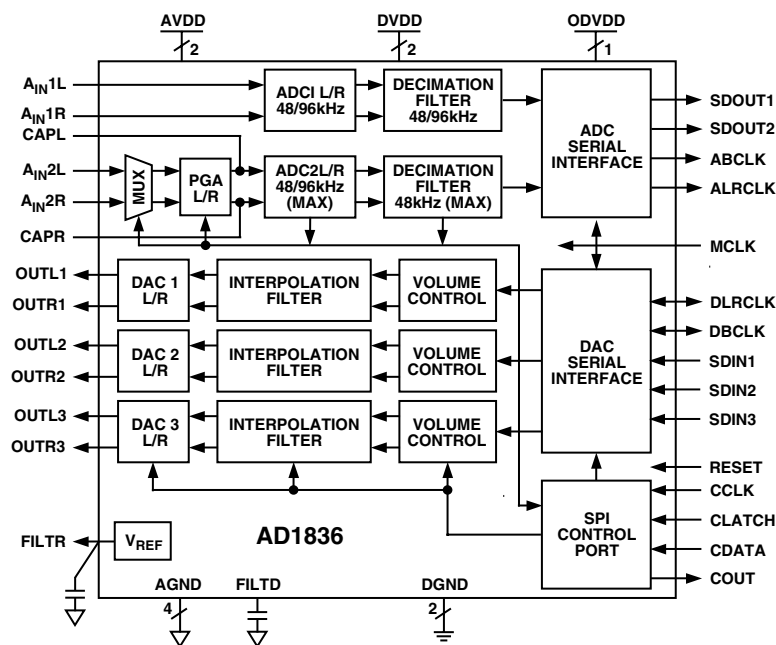 AVDD
DVDD
ODVDD
2
2
1
AIN1L
AIN1R
CAPL
AIN2L
AIN2R
CAPR
ADCI L/R
48/96kHz
DECIMATION
FILTER
48/96kHz
ADC
SERIAL
INTERFACE
SDOUT1
SDOUT2
ABCLK
ALRCLK
MUX
PGA
L/R
ADC2L/R
48/96kHz
(MAX)
DECIMATION
FILTER
48kHz (MAX)
MCLK
OUTL1
OUTR1
DAC 1
L/R
INTERPOLATION
FILTER
VOLUME
CONTROL
OUTL2
OUTR2
DAC 2
L/R
INTERPOLATION
FILTER
VOLUME
CONTROL
OUTL3
OUTR3
DAC 3
L/R
INTERPOLATION
FILTER
VOLUME
CONTROL
DAC
SERIAL
INTERFACE
DLRCLK
DBCLK
SDIN1
SDIN2
SDIN3
RESET
CCLK
CLATCH
CDATA
COUT
SPI
CONTROL
PORT
FILTR
VREF
AD1836
AGND
FILTD
DGND
4
2